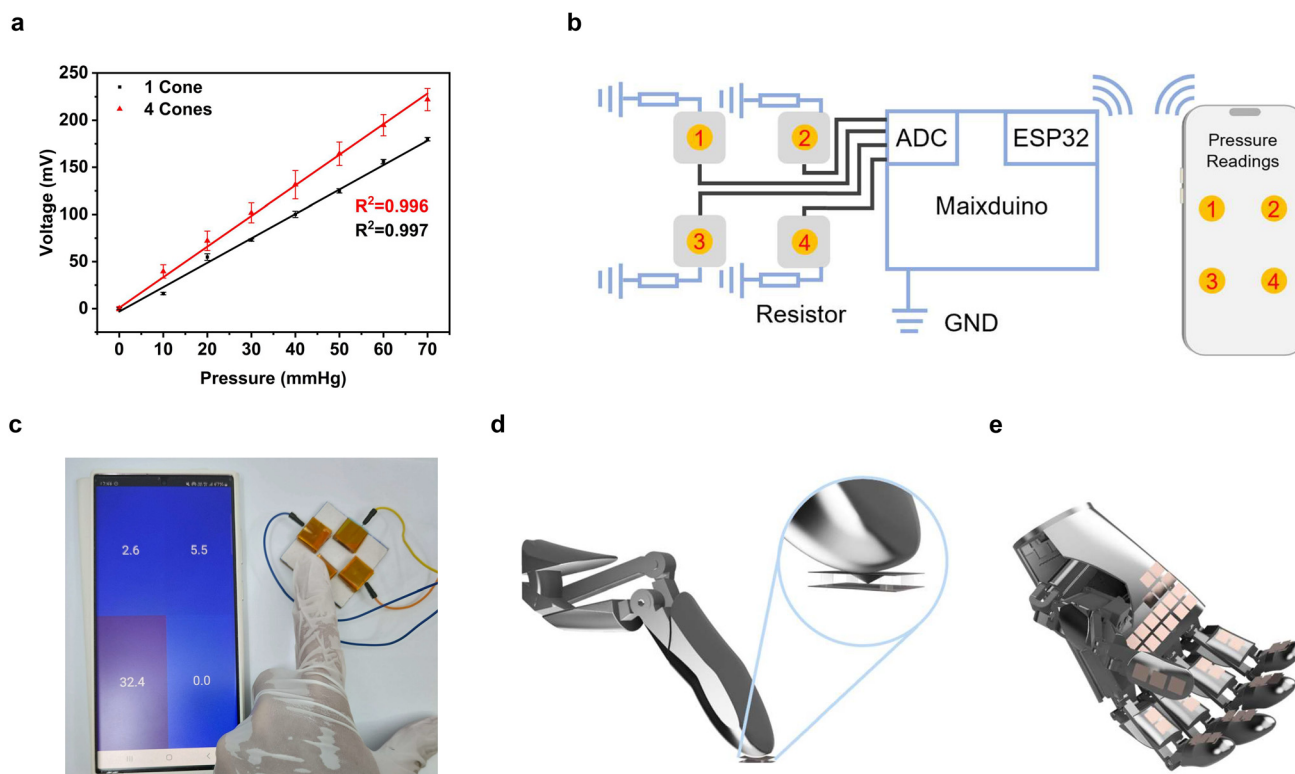 a
250
200
150
100
50
0
Voltage (mV)
1 Cone
4 Cones
R²=0.996
R²=0.997
0 10 20 30 40 50 60 70
Pressure (mmHg)
b
1 2
3 4
Resistor
ADC ESP32
Maixduino
GND
Pressure
Readings
1 2
3 4
c
2.6 5.5
32.4 0.0
d
e